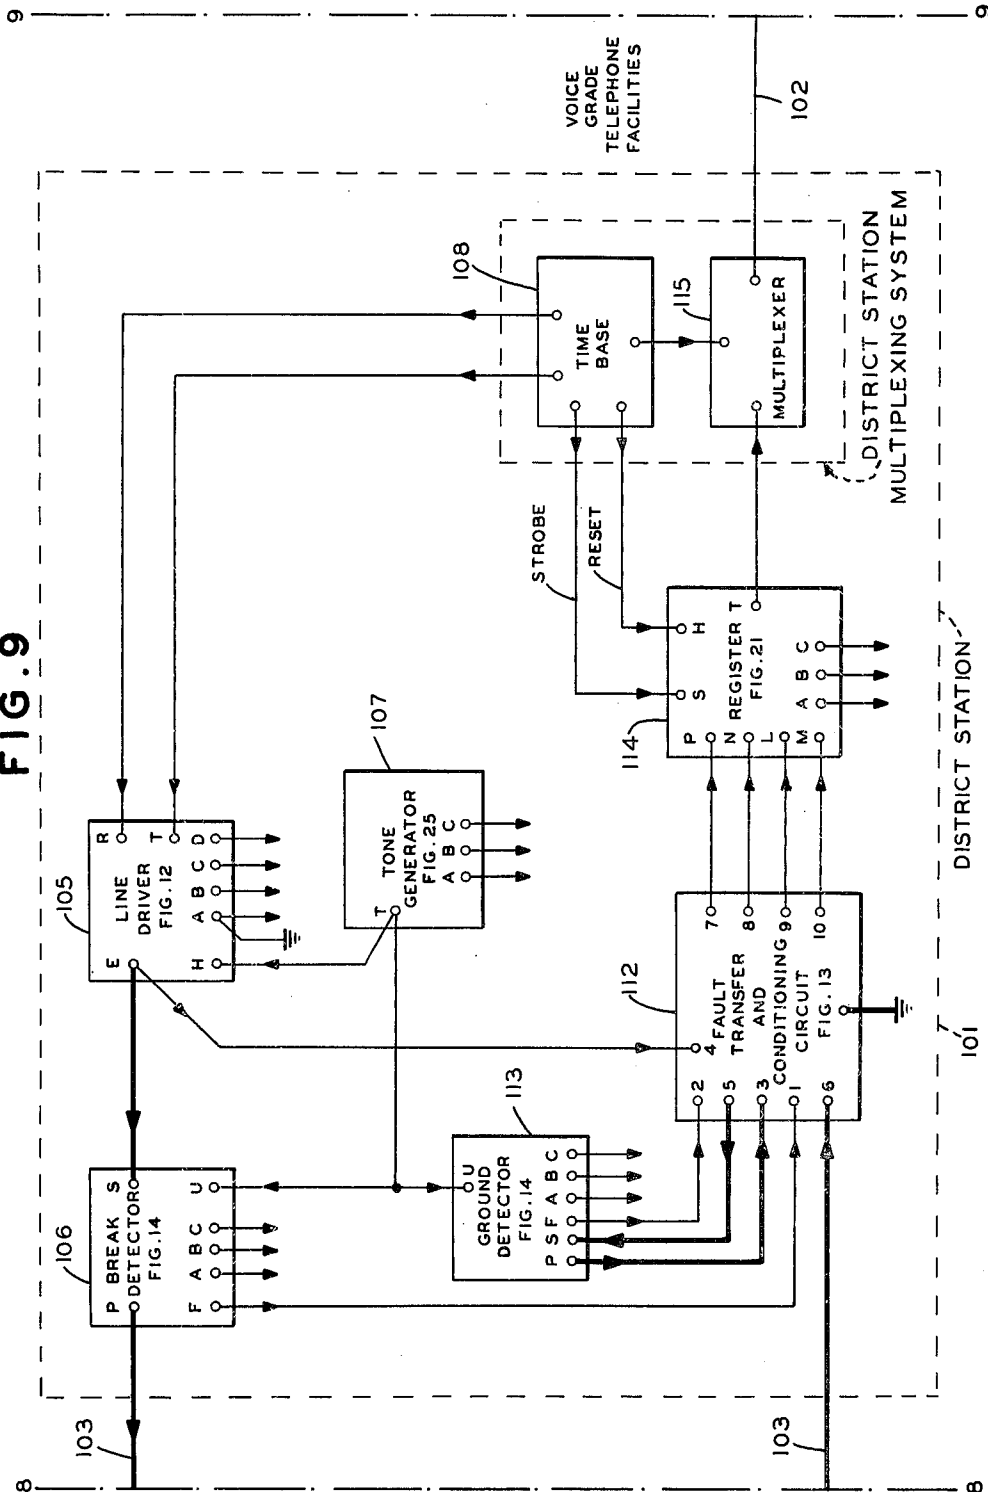 FIG.9
8
9
103
106
P BREAK S
DETECTOR
FIG.14
F A B C U
105
E LINE R
DRIVER
FIG.12 T
H A B C D
107
T TONE
GENERATOR
FIG.25
A B C
113
U
GROUND
DETECTOR
FIG.14
P S F A B C
108
TIME
BASE
STROBE
RESET
115
MULTIPLEXER
DISTRICT STATION
MULTIPLEXING SYSTEM
VOICE
GRADE
TELEPHONE
FACILITIES
102
112
2 4 FAULT 7
5 TRANSFER 8
3 AND
CONDITIONING 9
1 CIRCUIT 10
6 FIG.13
114
P S H
N REGISTER T
L FIG.21
M A B C
103
101
DISTRICT STATION
8
9